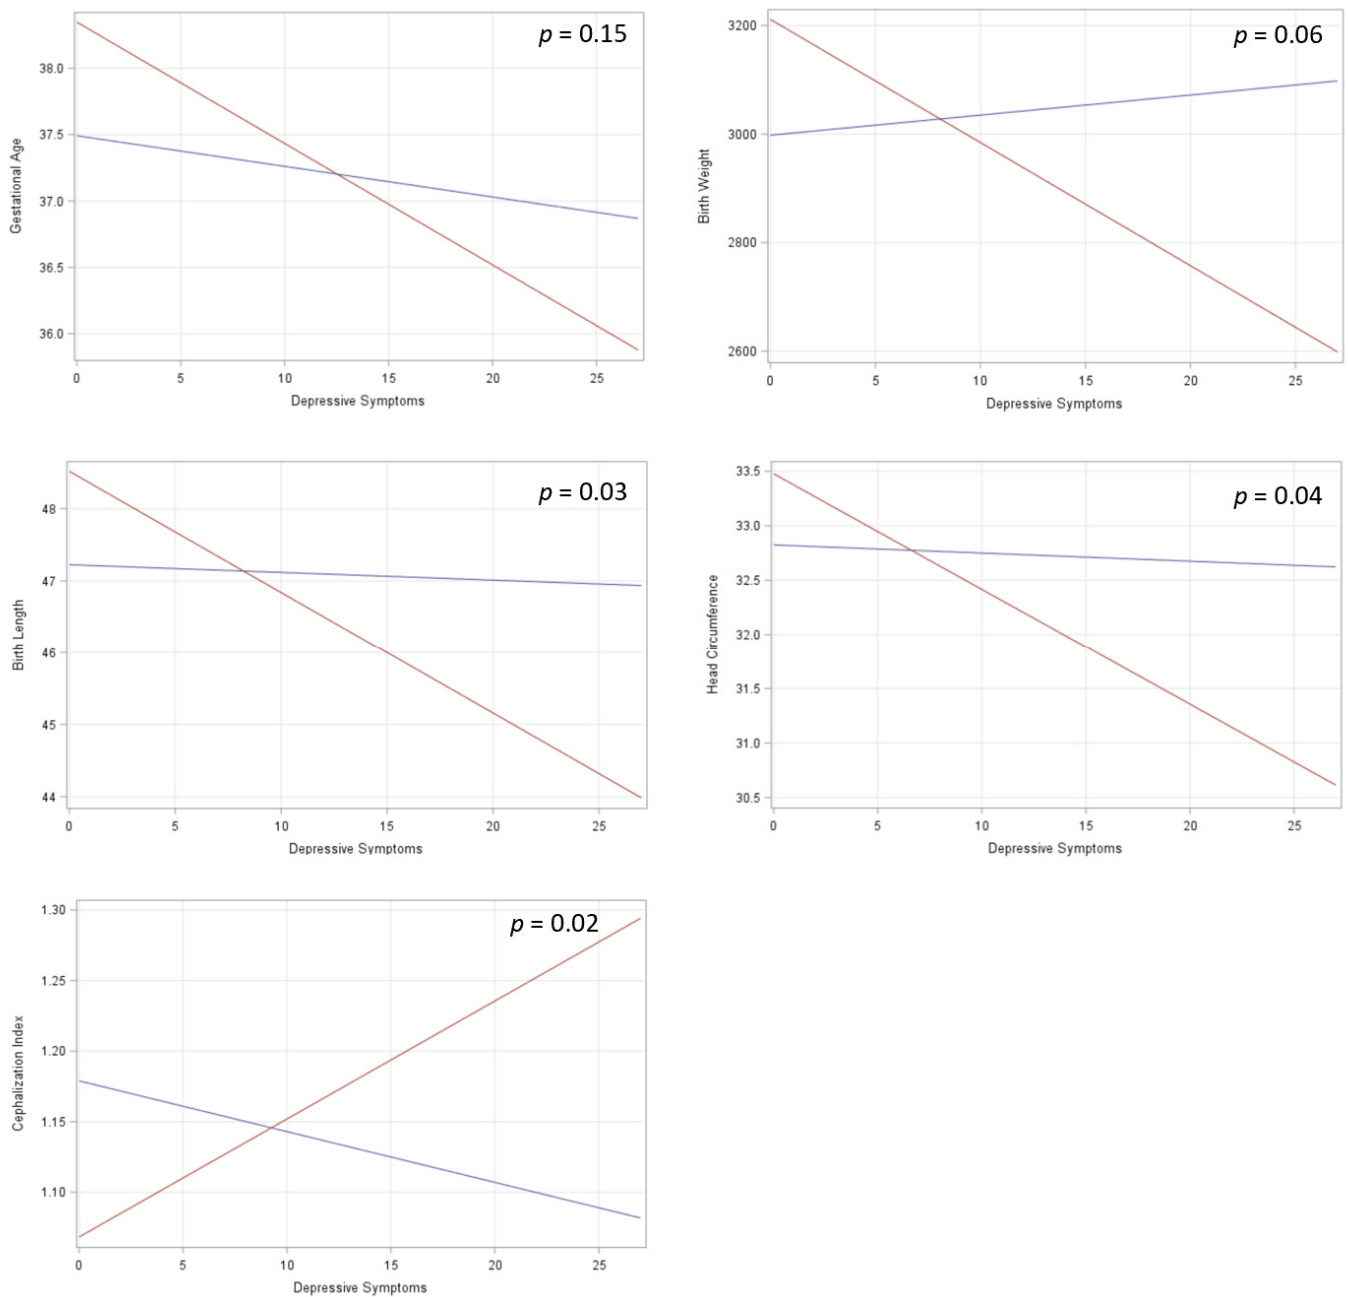 p = 0.15
Gestational Age
38.0
37.5
37.0
36.5
36.0
0 5 10 15 20 25
Depressive Symptoms
p = 0.06
Birth Weight
3200
3000
2800
2600
0 5 10 15 20 25
Depressive Symptoms
p = 0.03
Birth Length
48
47
46
45
44
0 5 10 15 20 25
Depressive Symptoms
p = 0.04
Head Circumference
33.5
33.0
32.5
32.0
31.5
31.0
30.5
0 5 10 15 20 25
Depressive Symptoms
p = 0.02
Cephalization Index
1.30
1.25
1.20
1.15
1.10
0 5 10 15 20 25
Depressive Symptoms